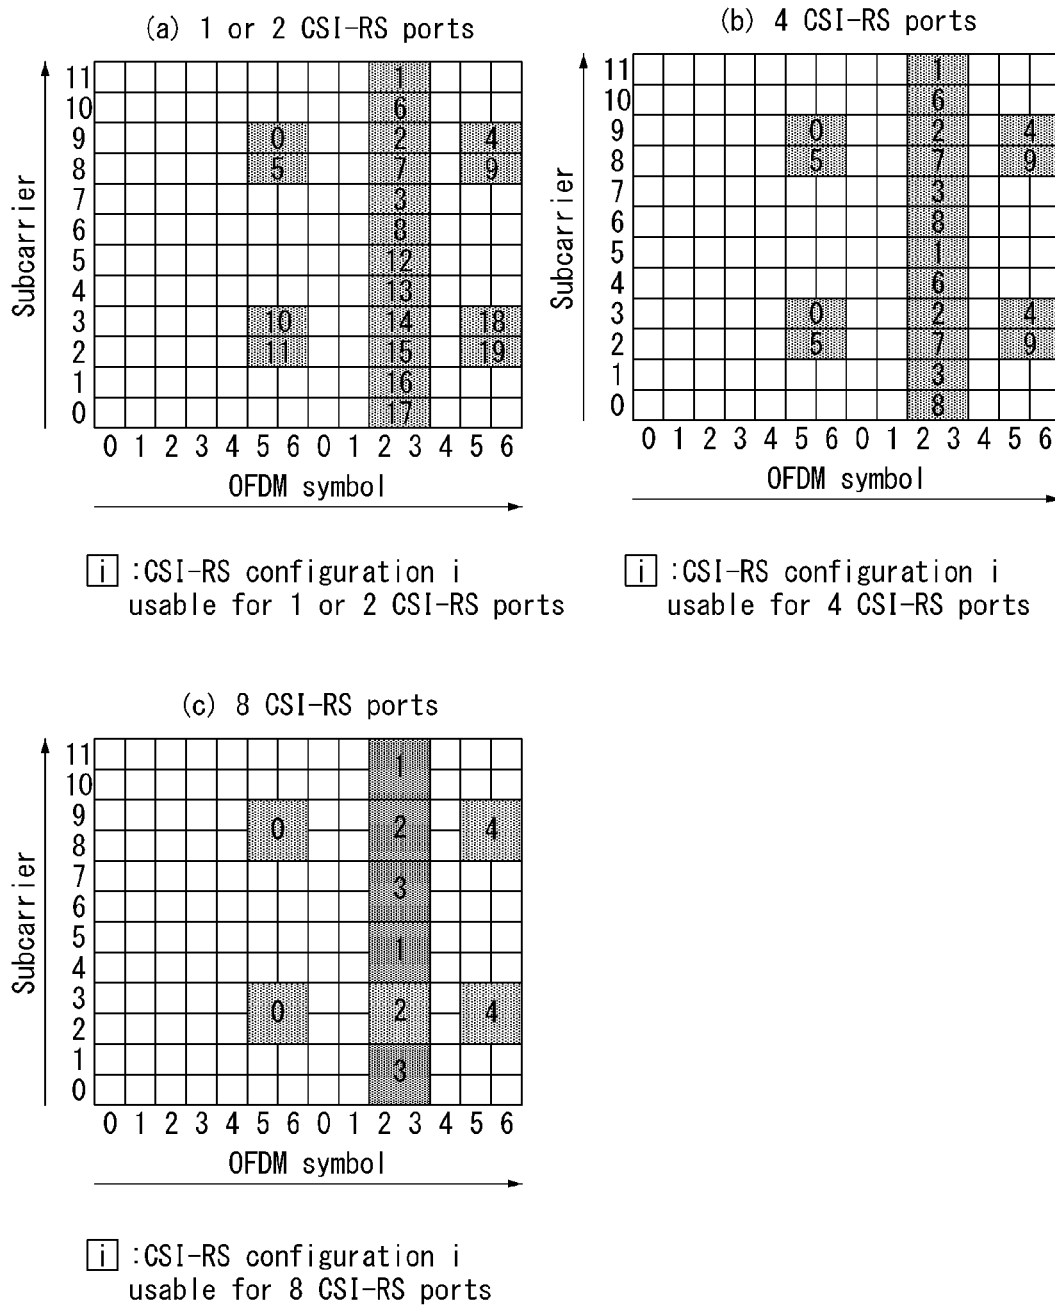 (a) 1 or 2 CSI-RS ports
Subcarrier
11 1
10 6
9 0 2 4
8 5 7 9
7 3
6 8
5 12
4 13
3 10 14 18
2 11 15 19
1 16
0 17
0 1 2 3 4 5 6 0 1 2 3 4 5 6
OFDM symbol
i :CSI-RS configuration i
usable for 1 or 2 CSI-RS ports
(b) 4 CSI-RS ports
Subcarrier
11 1
10 6
9 0 2 4
8 5 7 9
7 3
6 8
5 1
4 6
3 0 2 4
2 5 7 9
1 3
0 8
0 1 2 3 4 5 6 0 1 2 3 4 5 6
OFDM symbol
i :CSI-RS configuration i
usable for 4 CSI-RS ports
(c) 8 CSI-RS ports
Subcarrier
11
1
10
9
0 2 4
8
7
3
6
5
1
4
3
0 2 4
2
1
3
0
0 1 2 3 4 5 6 0 1 2 3 4 5 6
OFDM symbol
i :CSI-RS configuration i
usable for 8 CSI-RS ports